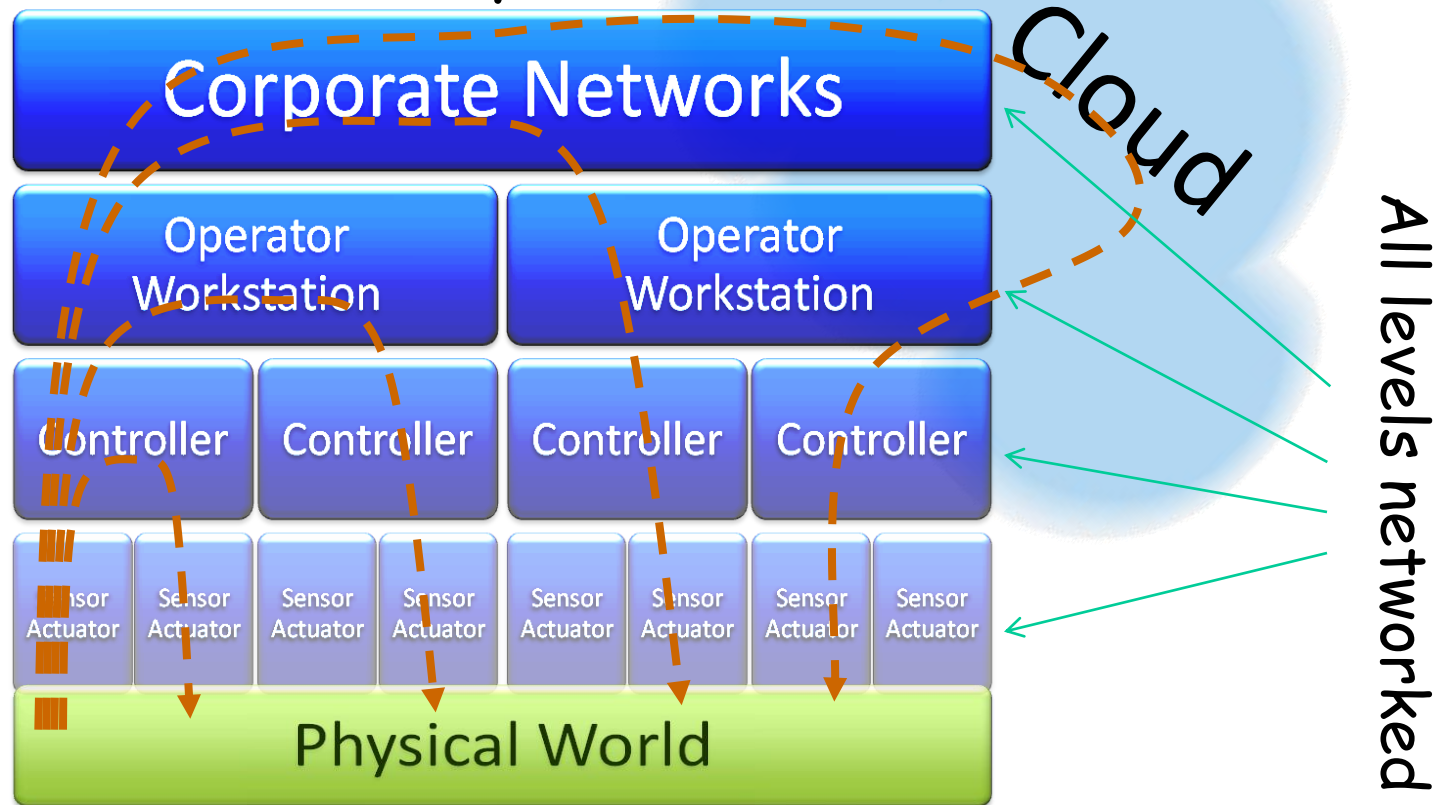 Corporate Networks
Cloud
Operator
Workstation
Operator
Workstation
Controller
Controller
Controller
Controller
Sensor
Actuator
Sensor
Actuator
Sensor
Actuator
Sensor
Actuator
Sensor
Actuator
Sensor
Actuator
Sensor
Actuator
Sensor
Actuator
Physical World
All levels networked